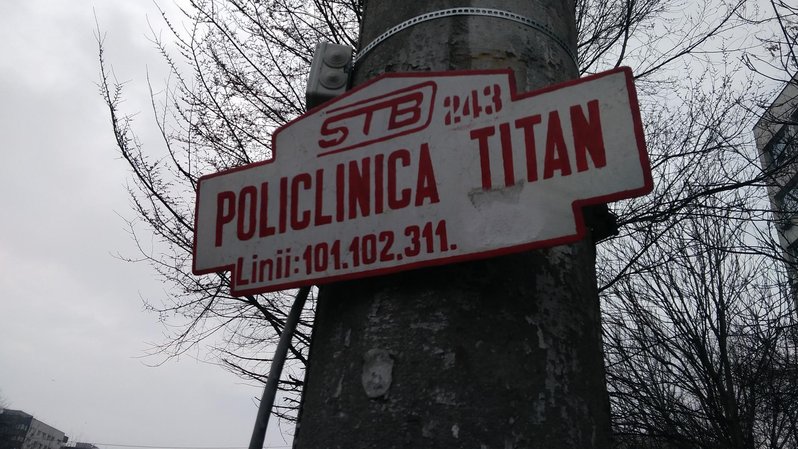 STB 243
POLICLINICA TITAN
Linii: 101.102.311.